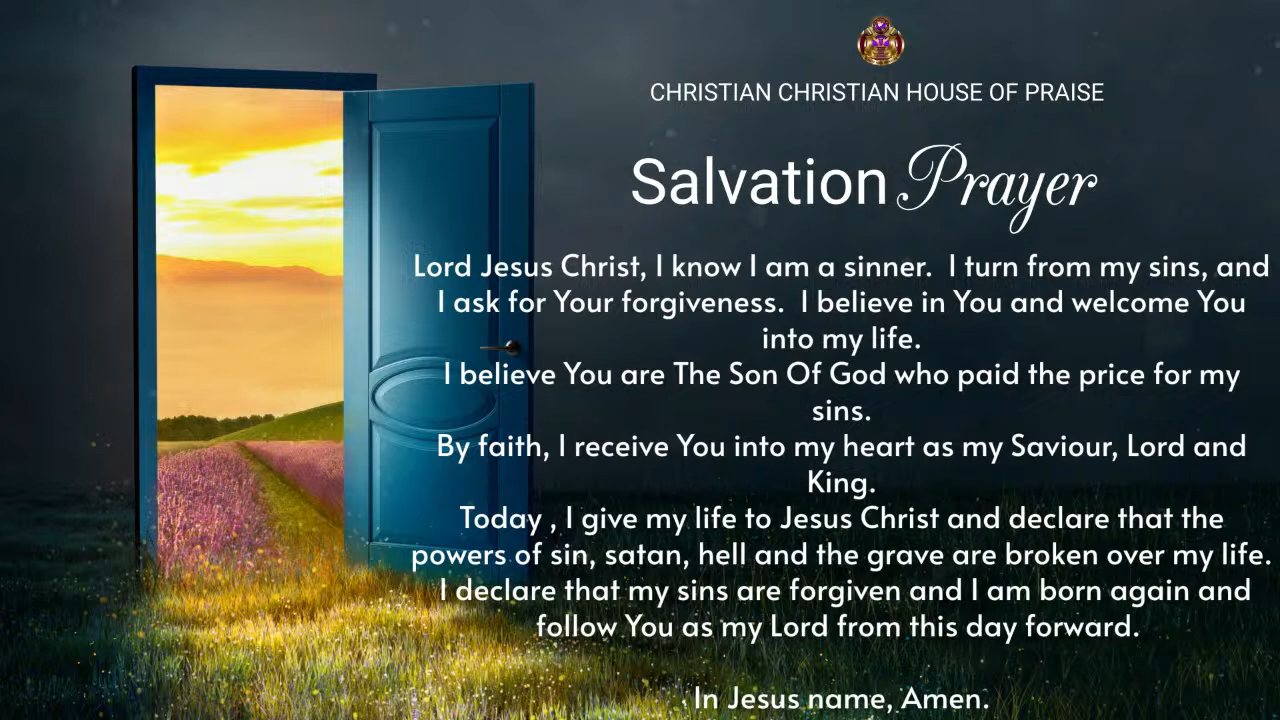 CHRISTIAN CHRISTIAN HOUSE OF PRAISE
Salvation Prayer
Lord Jesus Christ, I know I am a sinner.  I turn from my sins, and
I ask for Your forgiveness.  I believe in You and welcome You
into my life.
I believe You are The Son Of God who paid the price for my
sins.
By faith, I receive You into my heart as my Saviour, Lord and
King.
Today , I give my life to Jesus Christ and declare that the
powers of sin, satan, hell and the grave are broken over my life.
I declare that my sins are forgiven and I am born again and
follow You as my Lord from this day forward.
In Jesus name, Amen.